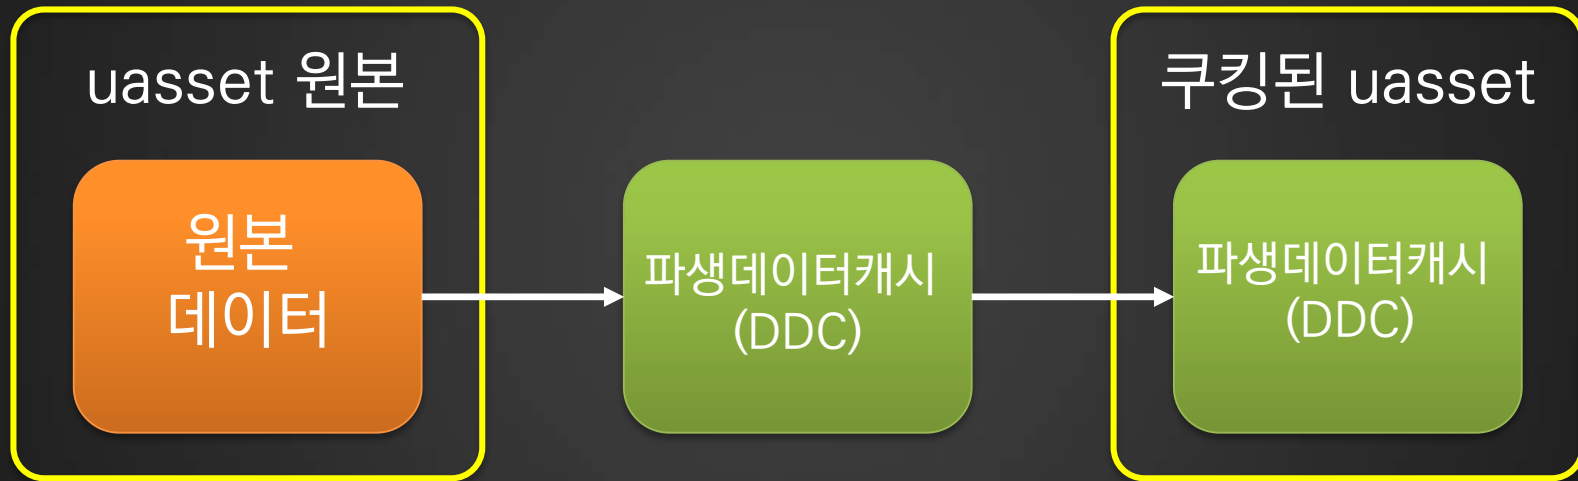 uasset 원본
원본
데이터
파생데이터캐시
(DDC)
쿠킹된 uasset
파생데이터캐시
(DDC)